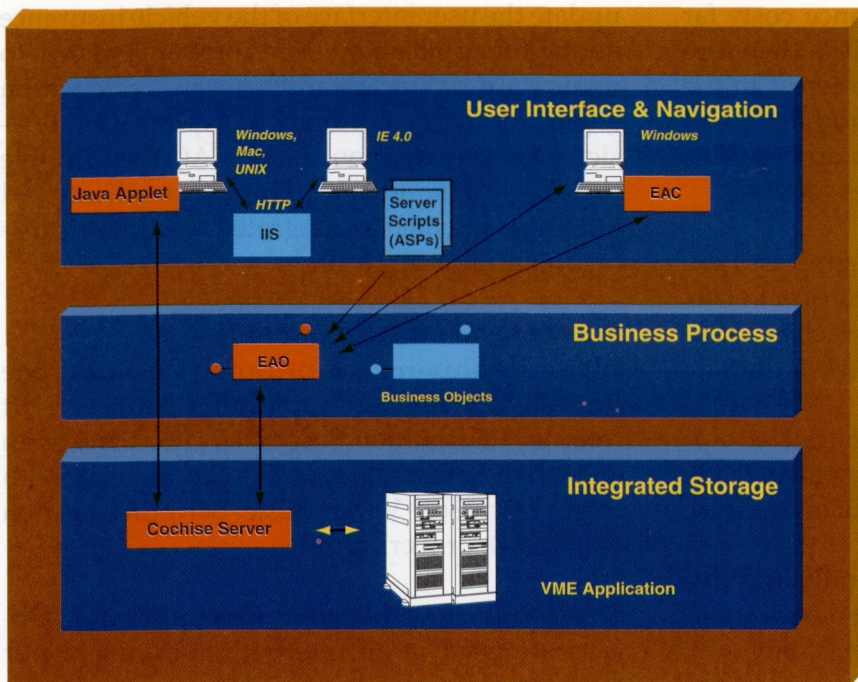 User Interface & Navigation
Windows,
Mac,
UNIX
IE 4.0
Windows
Java Applet
HTTP
IIS
Server
Scripts
(ASPs)
EAC
Business Process
EAO
Business Objects
Integrated Storage
Cochise Server
VME Application